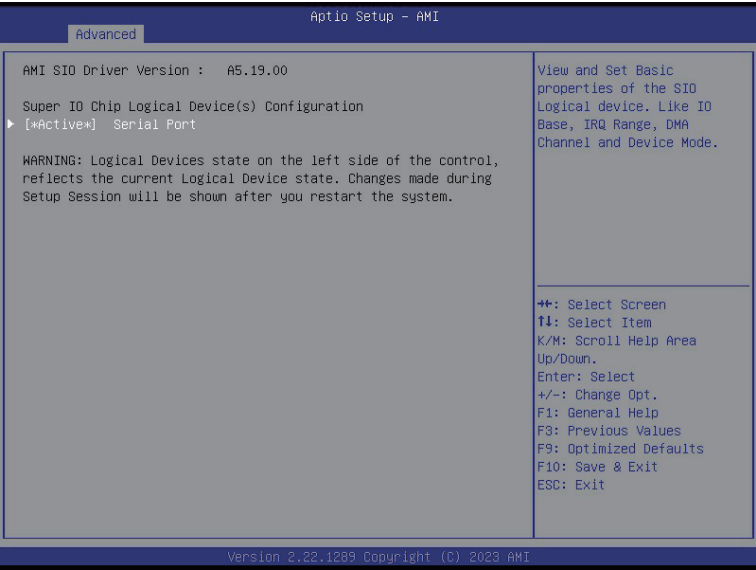 Aptio Setup – AMI
Advanced
AMI SIO Driver Version :   A5.19.00
Super IO Chip Logical Device(s) Configuration
▶ [*Active*]  Serial Port
WARNING: Logical Devices state on the left side of the control,
reflects the current Logical Device state. Changes made during
Setup Session will be shown after you restart the system.
View and Set Basic
properties of the SIO
Logical device. Like IO
Base, IRQ Range, DMA
Channel and Device Mode.
→←: Select Screen
↑↓: Select Item
K/M: Scroll Help Area
Up/Down.
Enter: Select
+/-: Change Opt.
F1: General Help
F3: Previous Values
F9: Optimized Defaults
F10: Save & Exit
ESC: Exit
Version 2.22.1289 Copyright (C) 2023 AMI